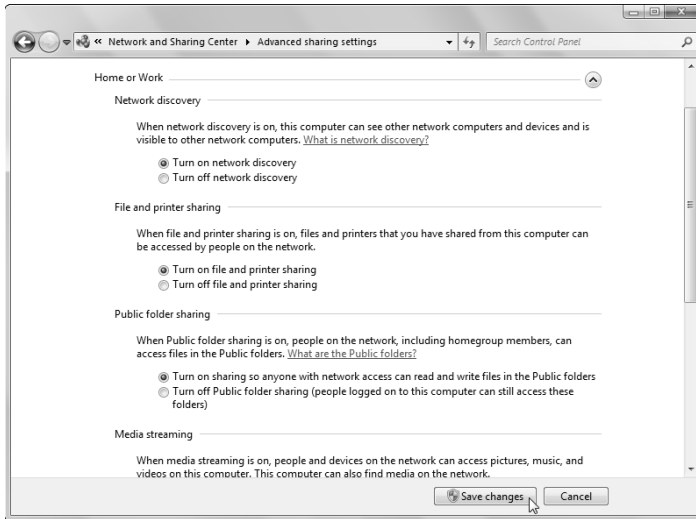 « Network and Sharing Center ▸ Advanced sharing settings
Search Control Panel
Home or Work
Network discovery
When network discovery is on, this computer can see other network computers and devices and is
visible to other network computers. What is network discovery?
Turn on network discovery
Turn off network discovery
File and printer sharing
When file and printer sharing is on, files and printers that you have shared from this computer can
be accessed by people on the network.
Turn on file and printer sharing
Turn off file and printer sharing
Public folder sharing
When Public folder sharing is on, people on the network, including homegroup members, can
access files in the Public folders. What are the Public folders?
Turn on sharing so anyone with network access can read and write files in the Public folders
Turn off Public folder sharing (people logged on to this computer can still access these
folders)
Media streaming
When media streaming is on, people and devices on the network can access pictures, music, and
videos on this computer. This computer can also find media on the network.
Save changes
Cancel